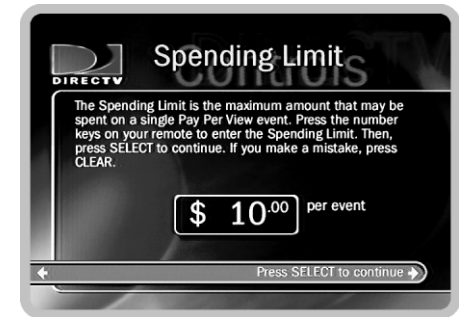 DIRECTV
Spending Limit
Controls
The Spending Limit is the maximum amount that may be
spent on a single Pay Per View event. Press the number
keys on your remote to enter the Spending Limit. Then,
press SELECT to continue. If you make a mistake, press
CLEAR.
$ 10.00 per event
Press SELECT to continue